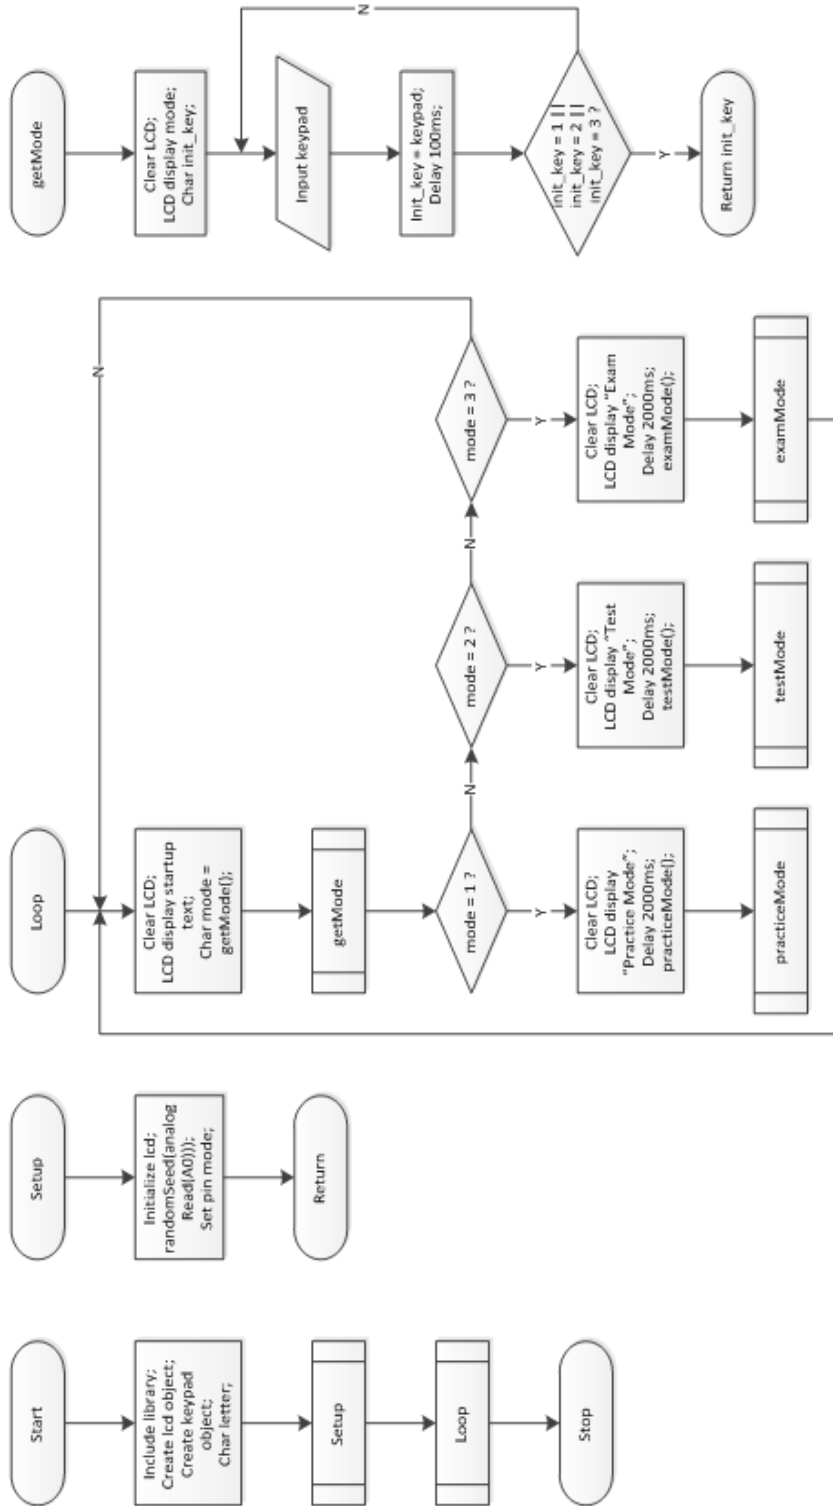 Start
Include library;
Create lcd object;
Create keypad
object;
Char letter;
Setup
Loop
Stop
Setup
Initialize lcd;
randomSeed(analog
Read(A0));
Set pin mode;
Return
Loop
Clear LCD;
LCD display startup
text;
Char mode =
getMode();
getMode
mode = 1 ?
N
mode = 2 ?
N
mode = 3 ?
N
Y
Clear LCD;
LCD display
"Practice Mode";
Delay 2000ms;
practiceMode();
practiceMode
Y
Clear LCD;
LCD display "Test
Mode";
Delay 2000ms;
testMode();
testMode
Y
Clear LCD;
LCD display "Exam
Mode";
Delay 2000ms;
examMode();
examMode
getMode
Clear LCD;
LCD display mode;
Char init_key;
Input keypad
Init_key = keypad;
Delay 100ms;
init_key = 1 ||
init_key = 2 ||
init_key = 3 ?
N
Y
Return init_key